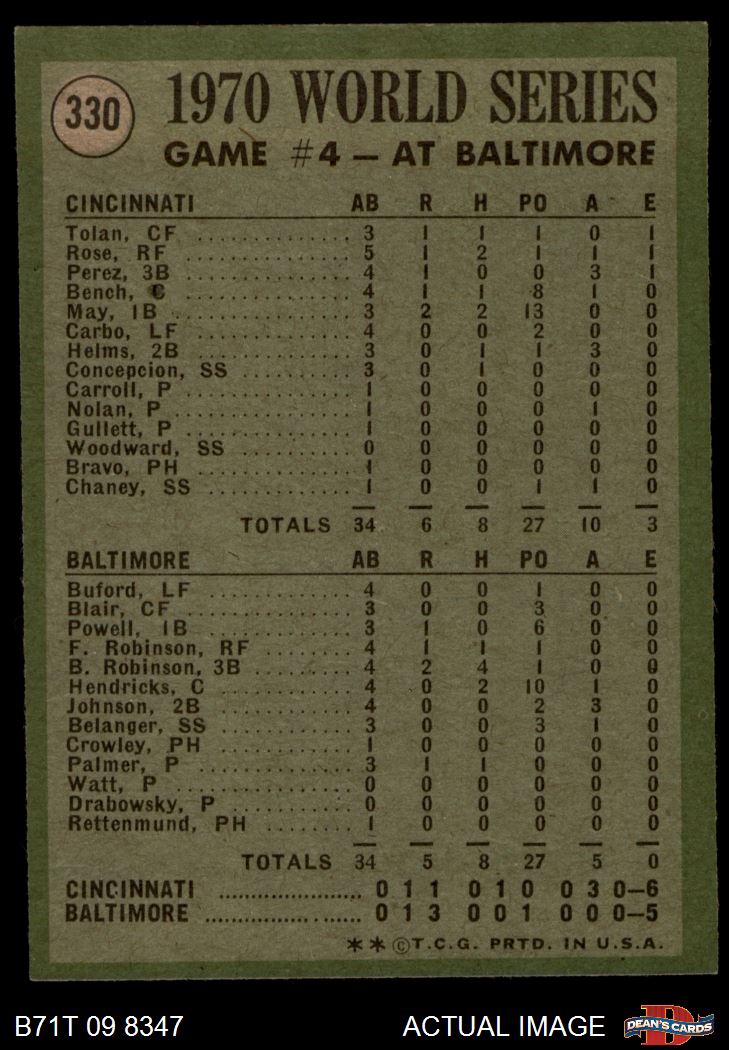 330
1970 WORLD SERIES
GAME #4 — AT BALTIMORE
CINCINNATI AB R H PO A E
Tolan, CF .............. 3 1 1 1 0 1
Rose, RF .............. 5 1 2 1 1 1
Perez, 3B .............. 4 1 0 0 3 1
Bench, C .............. 4 1 1 8 1 0
May, 1B .............. 3 2 2 13 0 0
Carbo, LF .............. 4 0 0 2 0 0
Helms, 2B .............. 3 0 1 1 3 0
Concepcion, SS .......... 3 0 1 0 0 0
Carroll, P .............. 1 0 0 0 0 0
Nolan, P .............. 1 0 0 0 1 0
Gullett, P .............. 1 0 0 0 0 0
Woodward, SS .......... 0 0 0 0 0 0
Bravo, PH .............. 1 0 0 0 0 0
Chaney, SS .............. 1 0 0 1 1 0
TOTALS 34 6 8 27 10 3
BALTIMORE AB R H PO A E
Buford, LF .............. 4 0 0 1 0 0
Blair, CF .............. 3 0 0 3 0 0
Powell, 1B .............. 3 1 0 6 0 0
F. Robinson, RF ........ 4 1 1 1 0 0
B. Robinson, 3B ........ 4 2 4 1 0 0
Hendricks, C .......... 4 0 2 10 1 0
Johnson, 2B .......... 4 0 0 2 3 0
Belanger, SS .......... 3 0 0 3 1 0
Crowley, PH .......... 1 0 0 0 0 0
Palmer, P .............. 3 1 1 0 0 0
Watt, P .............. 0 0 0 0 0 0
Drabowsky, P .......... 0 0 0 0 0 0
Rettenmund, PH ........ 1 0 0 0 0 0
TOTALS 34 5 8 27 5 0
CINCINNATI .................... 0 1 1 0 1 0 0 3 0—6
BALTIMORE .................... 0 1 3 0 0 1 0 0 0—5
** ©T.C.G. PRTD. IN U.S.A.
B71T 09 8347 ACTUAL IMAGE D DEAN'S CARDS